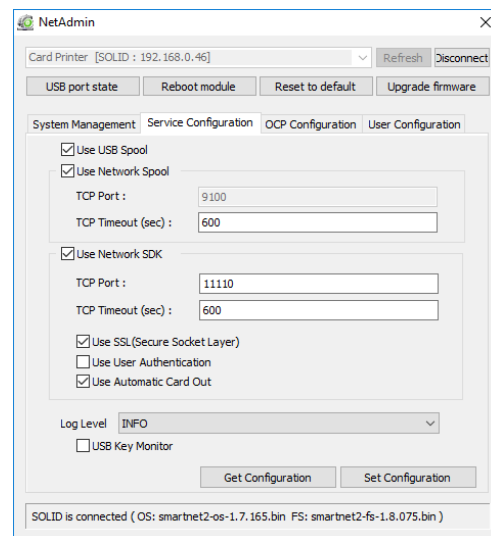 NetAdmin
Card Printer [SOLID : 192.168.0.46] Refresh Disconnect
USB port state Reboot module Reset to default Upgrade firmware
System Management Service Configuration OCP Configuration User Configuration
Use USB Spool
Use Network Spool
TCP Port : 9100
TCP Timeout (sec) : 600
Use Network SDK
TCP Port : 11110
TCP Timeout (sec) : 600
Use SSL(Secure Socket Layer)
Use User Authentication
Use Automatic Card Out
Log Level INFO
USB Key Monitor
Get Configuration Set Configuration
SOLID is connected ( OS: smartnet2-os-1.7.165.bin FS: smartnet2-fs-1.8.075.bin )